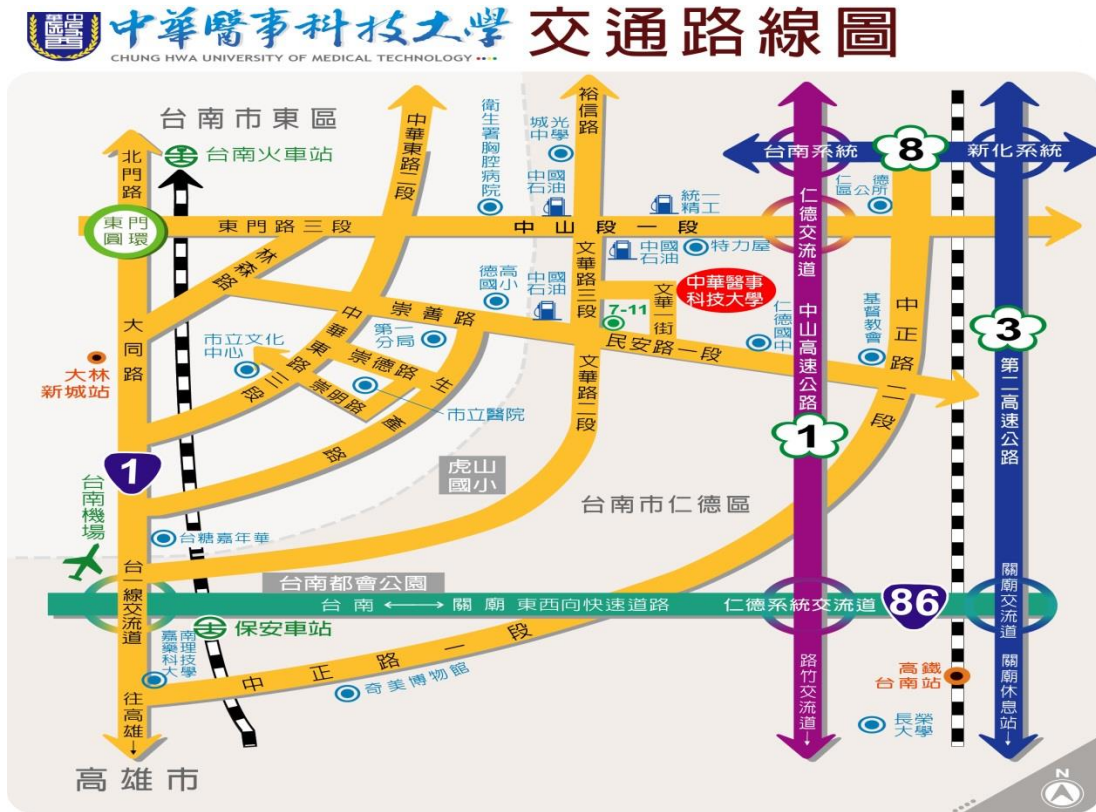 中華醫事科技大學 交通路線圖
CHUNG HWA UNIVERSITY OF MEDICAL TECHNOLOGY
台南市東區
台南火車站
北門路
東門圓環
東門路三段
中華東路二段
衛生署胸腔病院
城光中學
中國石油
裕信路
統一精工
中山段一段
中國石油
特力屋
台南系統
8
新化系統
仁德區公所
仁德交流道
林森路
德高國小
中國石油
文華路三段
7-11
文華一街
中華醫事科技大學
仁德國中
中山高速公路
基督教會
中正路二段
3
第二高速公路
大同路
大林新城站
市立文化中心
中華東路三段
第一分局
崇善路
崇德路
崇明路
市立醫院
生產路
民安路一段
文華路二段
1
1
虎山國小
台南市仁德區
台南機場
台糖嘉年華
台南都會公園
台一線交流道
台南 ←→ 關廟 東西向快速道路
仁德系統交流道
86
關廟交流道
保安車站
嘉南藥理科技大學
中正路一段
奇美博物館
路竹交流道→
高鐵台南站
關廟休息站→
長榮大學
往高雄→
高雄市
N